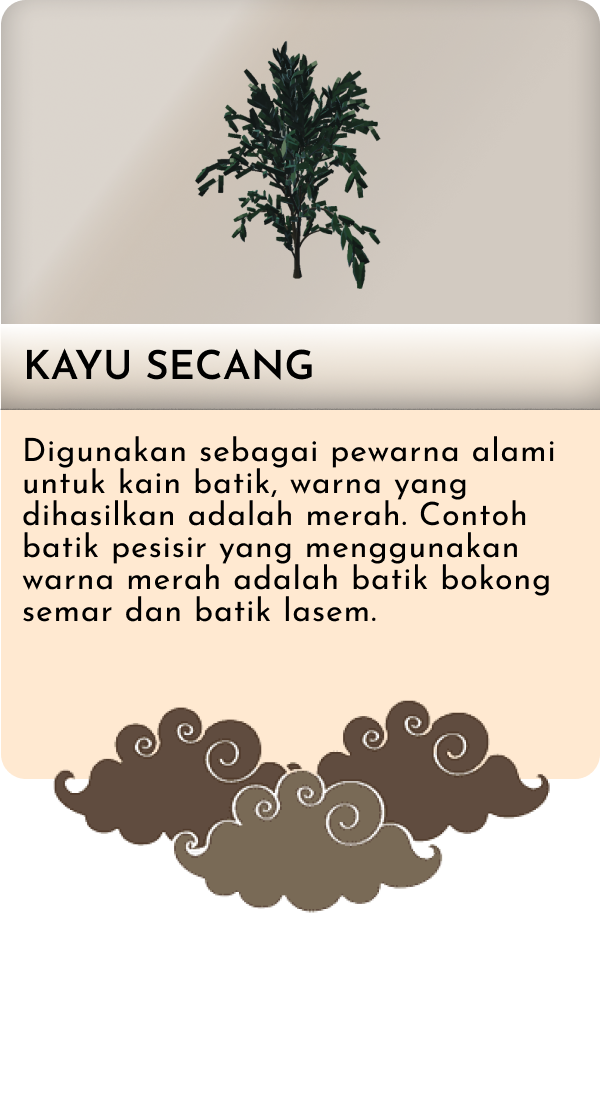 KAYU SECANG
Digunakan sebagai pewarna alami
untuk kain batik, warna yang
dihasilkan adalah merah. Contoh
batik pesisir yang menggunakan
warna merah adalah batik bokong
semar dan batik lasem.